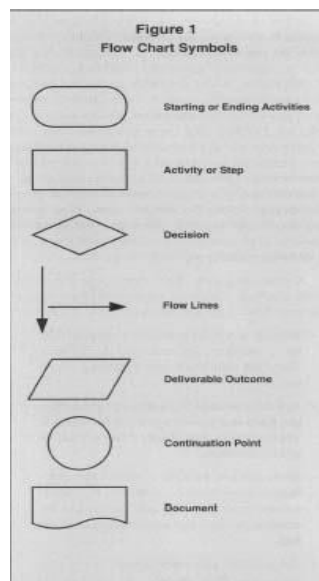 Figure 1
Flow Chart Symbols
Starting or Ending Activities
Activity or Step
Decision
Flow Lines
Deliverable Outcome
Continuation Point
Document